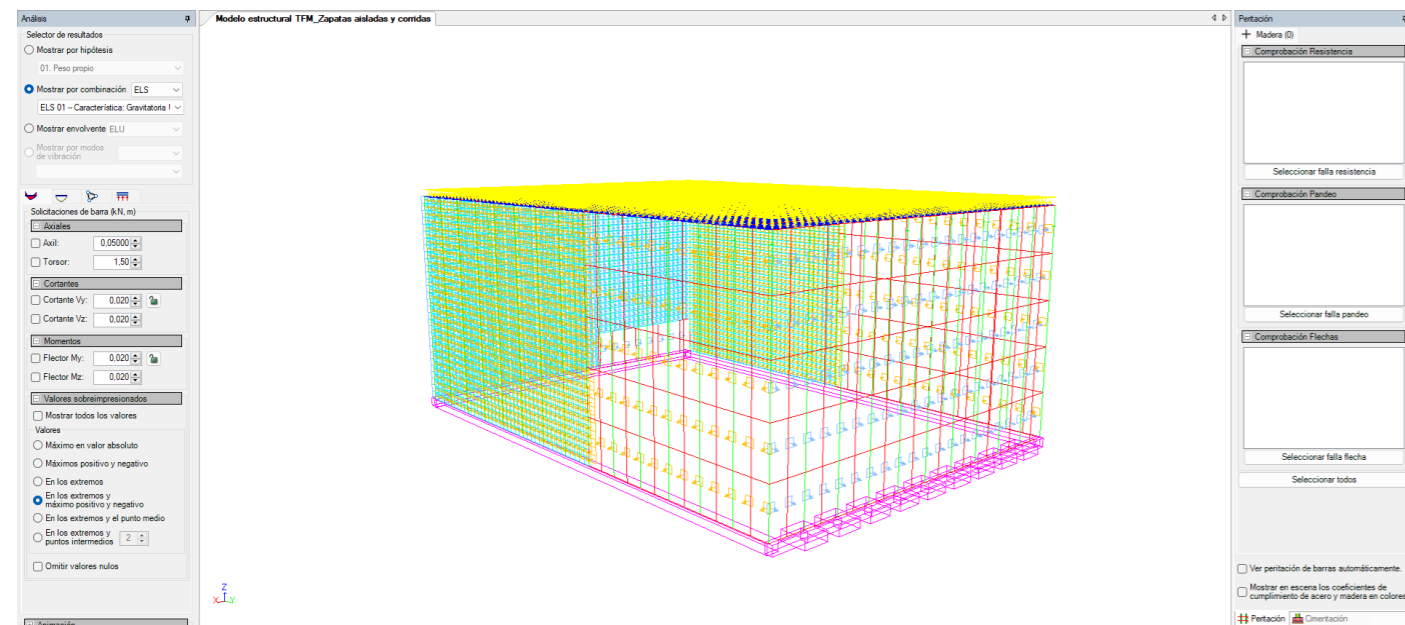 Análisis
Selector de resultados
Mostrar por hipótesis
01. Peso propio
Mostrar por combinación ELS
ELS 01 – Característica: Gravitatoria
Mostrar envolvente ELU
Mostrar por modos
de vibración
Solicitaciones de barra (kN, m)
Axiales
Axil: 0,05000
Torsor: 1,50
Cortantes
Cortante Vy: 0,020
Cortante Vz: 0,020
Momentos
Flector My: 0,020
Flector Mz: 0,020
Valores sobreimpresionados
Mostrar todos los valores
Valores
Máximo en valor absoluto
Máximos positivo y negativo
En los extremos
En los extremos y
máximo positivo y negativo
En los extremos y el punto medio
En los extremos y
puntos intermedios 2
Omitir valores nulos
Animación
Modelo estructural TFM_Zapatas aisladas y corridas
Z
X Y
Peritación
Madera (0)
Comprobación Resistencia
Seleccionar falla resistencia
Comprobación Pandeo
Seleccionar falla pandeo
Comprobación Flechas
Seleccionar falla flecha
Seleccionar todos
Ver peritación de barras automáticamente.
Mostrar en escena los coeficientes de
cumplimiento de acero y madera en colores
Peritación Cimentación